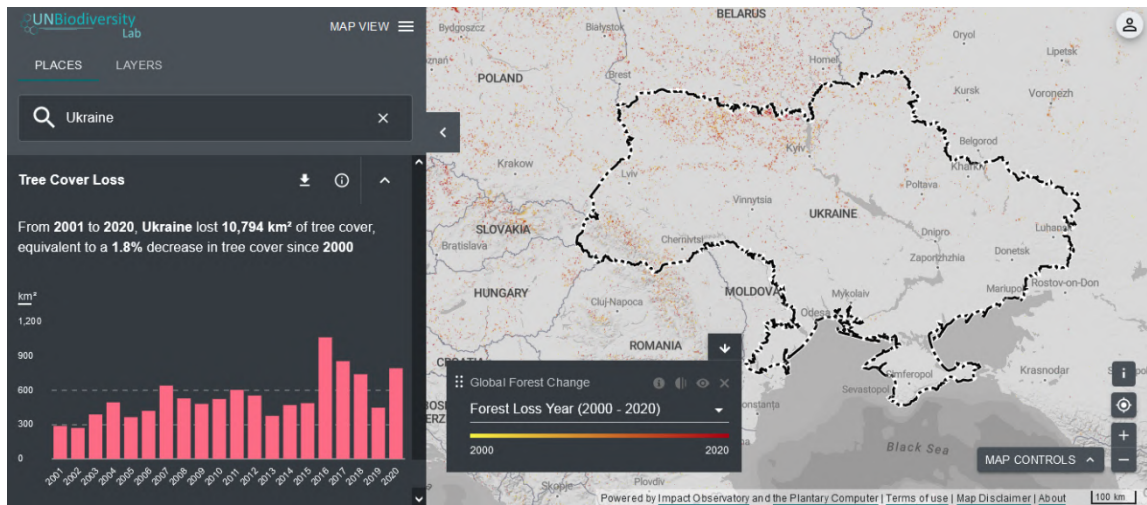 UNBiodiversity
Lab
MAP VIEW
PLACES LAYERS
Ukraine
Tree Cover Loss
From 2001 to 2020, Ukraine lost 10,794 km² of tree cover,
equivalent to a 1.8% decrease in tree cover since 2000
km²
1,200
900
600
300
0
2001 2002 2003 2004 2005 2006 2007 2008 2009 2010 2011 2012 2013 2014 2015 2016 2017 2018 2019 2020
BELARUS
Bydgoszcz
Białystok
Homel
Oryol
Lipetsk
POLAND
Brest
Kursk
Voronezh
Krakow
Lviv
Kyiv
Belgorod
Kharkiv
Poltava
Vinnytsia
UKRAINE
Luhansk
SLOVAKIA
Bratislava
Chernivtsi
Dnipro
Donetsk
Zaporizhzhia
HUNGARY
Cluj-Napoca
MOLDOVA
Mykolaiv
Mariupol
Rostov-on-Don
Odesa
ROMANIA
Simferopol
Krasnodar
Sevastopol
Black Sea
Skopje
Plovdiv
Global Forest Change
Forest Loss Year (2000 - 2020)
2000 2020
MAP CONTROLS
Powered by Impact Observatory and the Plantary Computer | Terms of use | Map Disclaimer | About
100 km